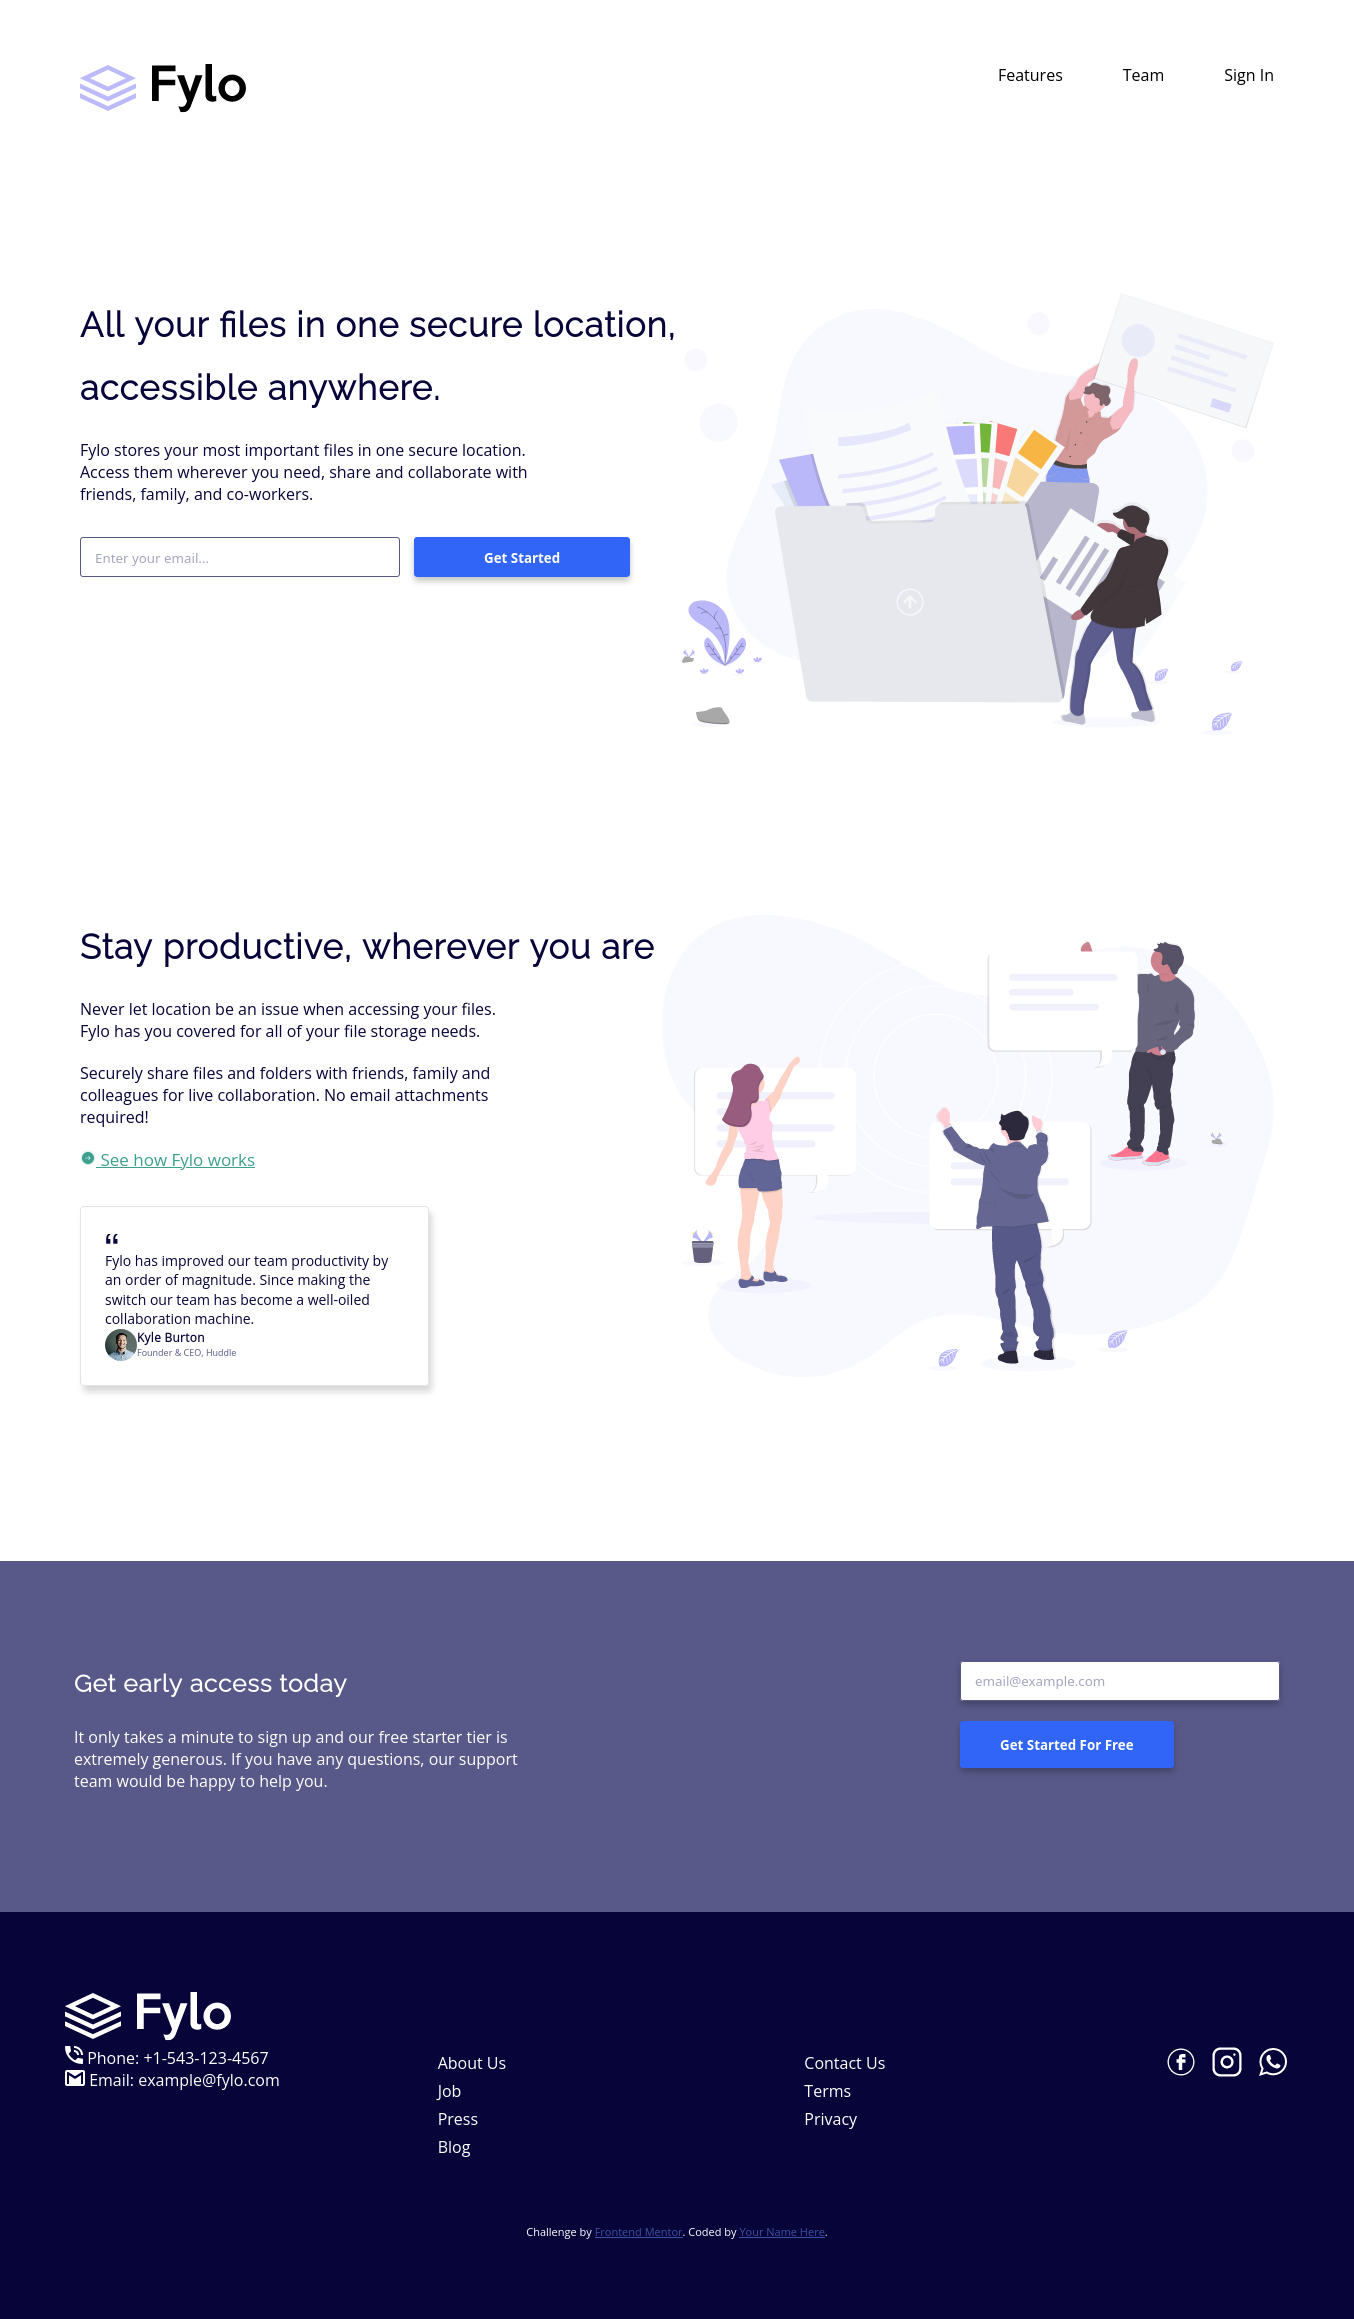 Fylo
Features
Team
Sign In
All your files in one secure location,
accessible anywhere.
Fylo stores your most important files in one secure location.
Access them wherever you need, share and collaborate with
friends, family, and co-workers.
Enter your email...
Get Started
Stay productive, wherever you are
Never let location be an issue when accessing your files.
Fylo has you covered for all of your file storage needs.
Securely share files and folders with friends, family and
colleagues for live collaboration. No email attachments
required!
See how Fylo works
“
Fylo has improved our team productivity by
an order of magnitude. Since making the
switch our team has become a well-oiled
collaboration machine.
Kyle Burton
Founder & CEO, Huddle
Get early access today
It only takes a minute to sign up and our free starter tier is
extremely generous. If you have any questions, our support
team would be happy to help you.
email@example.com
Get Started For Free
Fylo
Phone: +1-543-123-4567
Email: example@fylo.com
About Us
Job
Press
Blog
Contact Us
Terms
Privacy
Challenge by Frontend Mentor. Coded by Your Name Here.